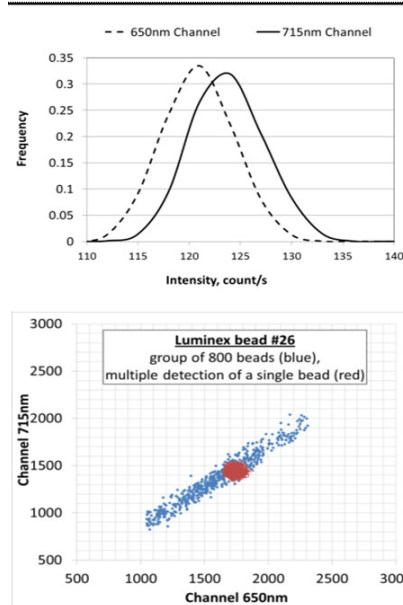 650nm Channel 715nm Channel
0.35
0.3
0.25
0.2
0.15
0.1
0.05
0
Frequency
110 115 120 125 130 135 140
Intensity, count/s
3000
2500
2000
1500
1000
500
Channel 715nm
Luminex bead #26
group of 800 beads (blue),
multiple detection of a single bead (red)
500 1000 1500 2000 2500 300
Channel 650nm